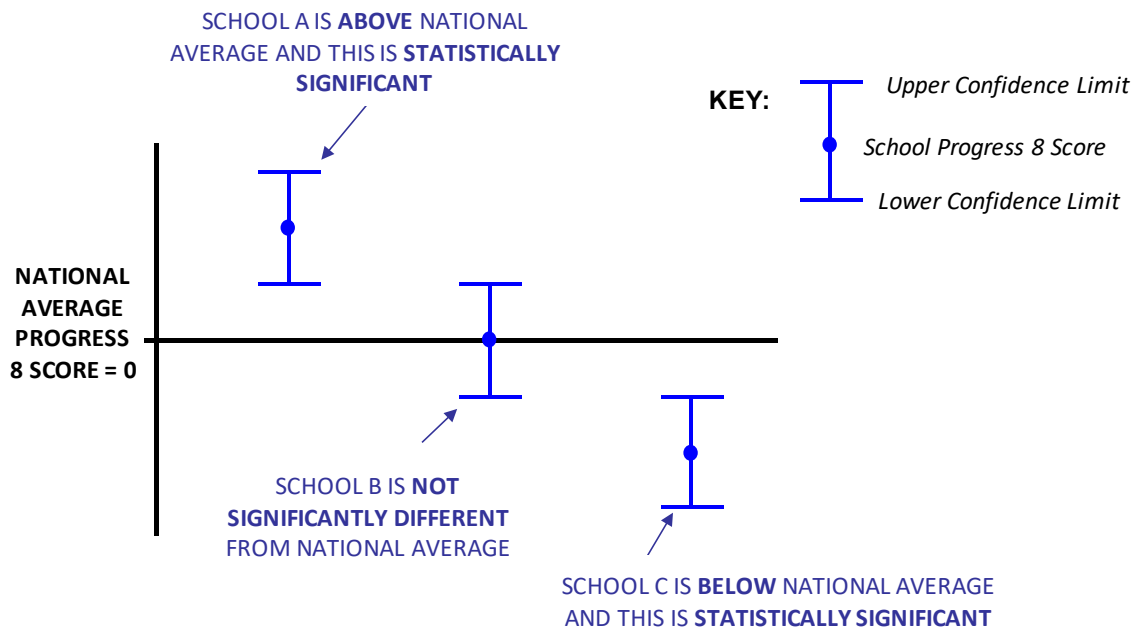 SCHOOL A IS ABOVE NATIONAL
AVERAGE AND THIS IS STATISTICALLY
SIGNIFICANT
KEY:
Upper Confidence Limit
School Progress 8 Score
Lower Confidence Limit
NATIONAL
AVERAGE
PROGRESS
8 SCORE = 0
SCHOOL B IS NOT
SIGNIFICANTLY DIFFERENT
FROM NATIONAL AVERAGE
SCHOOL C IS BELOW NATIONAL AVERAGE
AND THIS IS STATISTICALLY SIGNIFICANT